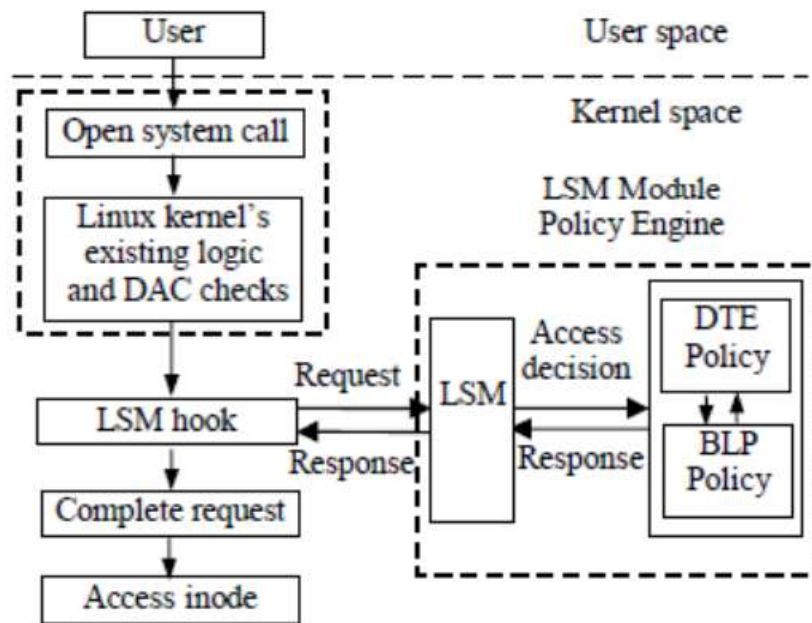 User
User space
Open system call
Kernel space
Linux kernel's
existing logic
and DAC checks
LSM Module
Policy Engine
LSM hook
Request
Response
LSM
Access
decision
Response
DTE
Policy
BLP
Policy
Complete request
Access inode